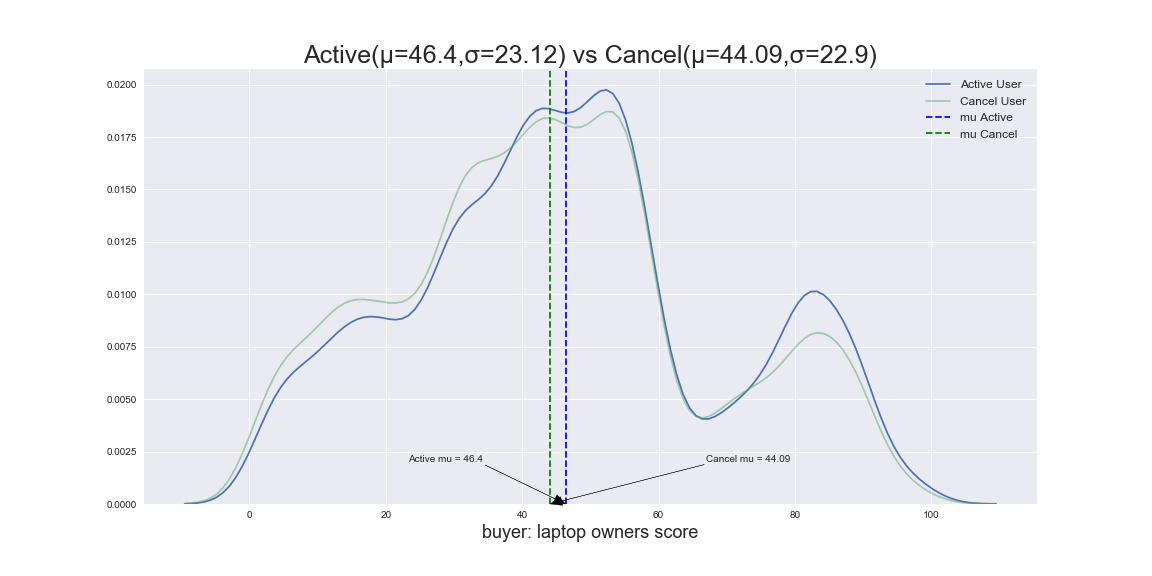 Active(μ=46.4,σ=23.12) vs Cancel(μ=44.09,σ=22.9)
Active User
Cancel User
mu Active
mu Cancel
0.0200
0.0175
0.0150
0.0125
0.0100
0.0075
0.0050
0.0025
0.0000
Active mu = 46.4
Cancel mu = 44.09
0 20 40 60 80 100
buyer: laptop owners score